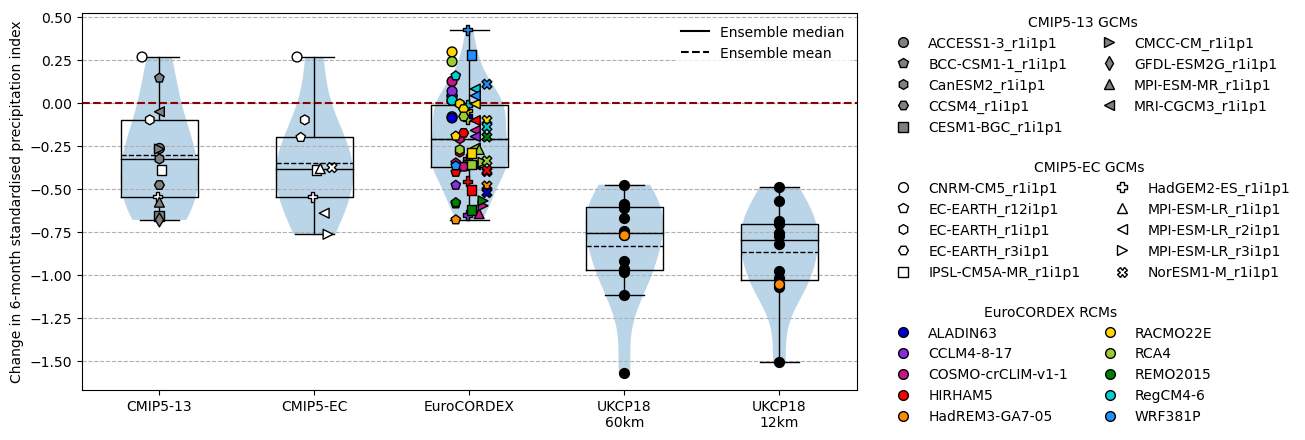 Change in 6-month standardised precipitation index
0.50
0.25
0.00
−0.25
−0.50
−0.75
−1.00
−1.25
−1.50
Ensemble median
Ensemble mean
CMIP5-13
CMIP5-EC
EuroCORDEX
UKCP18
60km
UKCP18
12km
CMIP5-13 GCMs
ACCESS1-3_r1i1p1
BCC-CSM1-1_r1i1p1
CanESM2_r1i1p1
CCSM4_r1i1p1
CESM1-BGC_r1i1p1
CMCC-CM_r1i1p1
GFDL-ESM2G_r1i1p1
MPI-ESM-MR_r1i1p1
MRI-CGCM3_r1i1p1
CMIP5-EC GCMs
CNRM-CM5_r1i1p1
EC-EARTH_r12i1p1
EC-EARTH_r1i1p1
EC-EARTH_r3i1p1
IPSL-CM5A-MR_r1i1p1
HadGEM2-ES_r1i1p1
MPI-ESM-LR_r1i1p1
MPI-ESM-LR_r2i1p1
MPI-ESM-LR_r3i1p1
NorESM1-M_r1i1p1
EuroCORDEX RCMs
ALADIN63
CCLM4-8-17
COSMO-crCLIM-v1-1
HIRHAM5
HadREM3-GA7-05
RACMO22E
RCA4
REMO2015
RegCM4-6
WRF381P